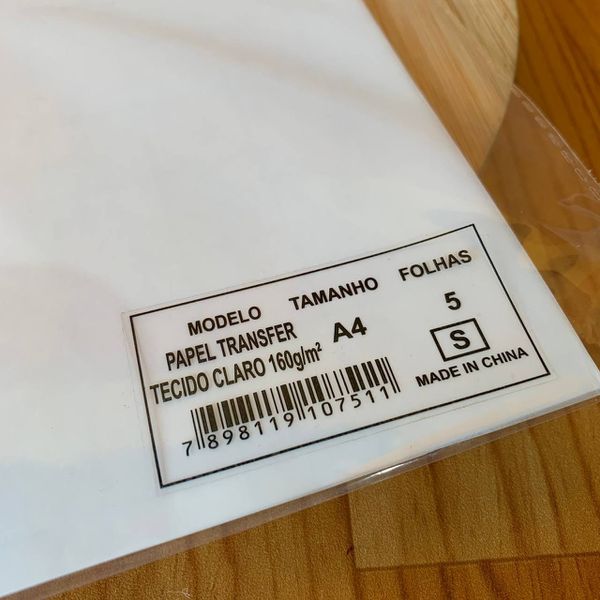 MODELO TAMANHO FOLHAS
PAPEL TRANSFER A4 5
TECIDO CLARO 160g/m² S
MADE IN CHINA
7 898119 107511